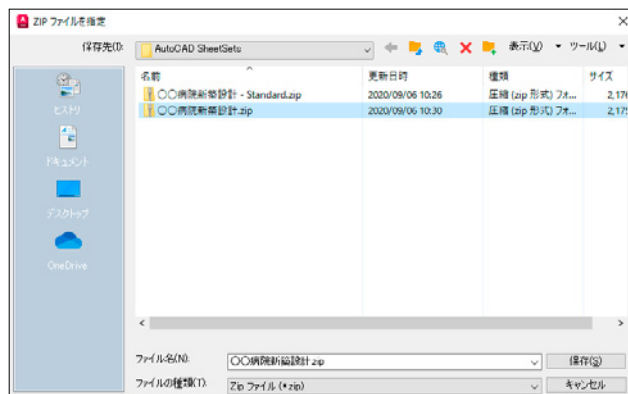 ZIP ファイルを指定
保存先(I): AutoCAD SheetSets 表示(V) ツール(L)
名前 更新日時 種類 サイズ
〇〇病院新築設計 - Standard.zip 2020/09/06 10:26 圧縮 (zip 形式) フォ... 2,176
〇〇病院新築設計.zip 2020/09/06 10:30 圧縮 (zip 形式) フォ... 2,175
ヒストリ
ドキュメント
デスクトップ
OneDrive
ファイル名(N): 〇〇病院新築設計.zip 保存(S)
ファイルの種類(T): Zip ファイル (*.zip) キャンセル